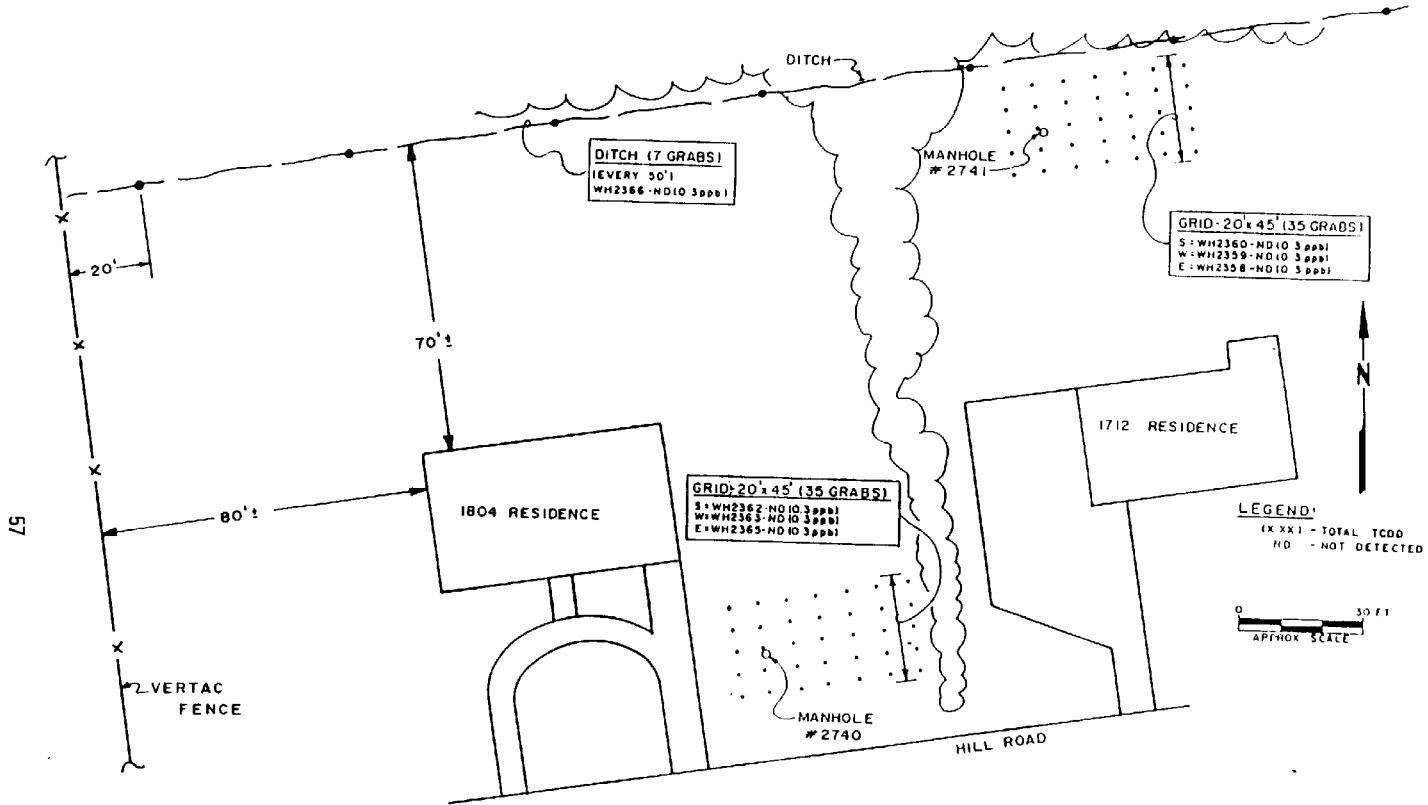 DITCH
DITCH (7 GRABS)
(EVERY 50')
WH2366-ND(0.3ppb)
MANHOLE
#2741
GRID-20'x45' (35 GRABS)
S=WH2360-ND(0.3ppb)
W=WH2359-ND(0.3ppb)
E=WH2358-ND(0.3ppb)
20'
70'±
N
1712 RESIDENCE
GRID-20'x45' (35 GRABS)
S=WH2362-ND(0.3ppb)
W=WH2363-ND(0.3ppb)
E=WH2365-ND(0.3ppb)
1804 RESIDENCE
80'±
57
LEGEND:
(X.XX) - TOTAL TCDD
ND - NOT DETECTED
0 30 FT
APPROX SCALE
VERTAC
FENCE
MANHOLE
#2740
HILL ROAD